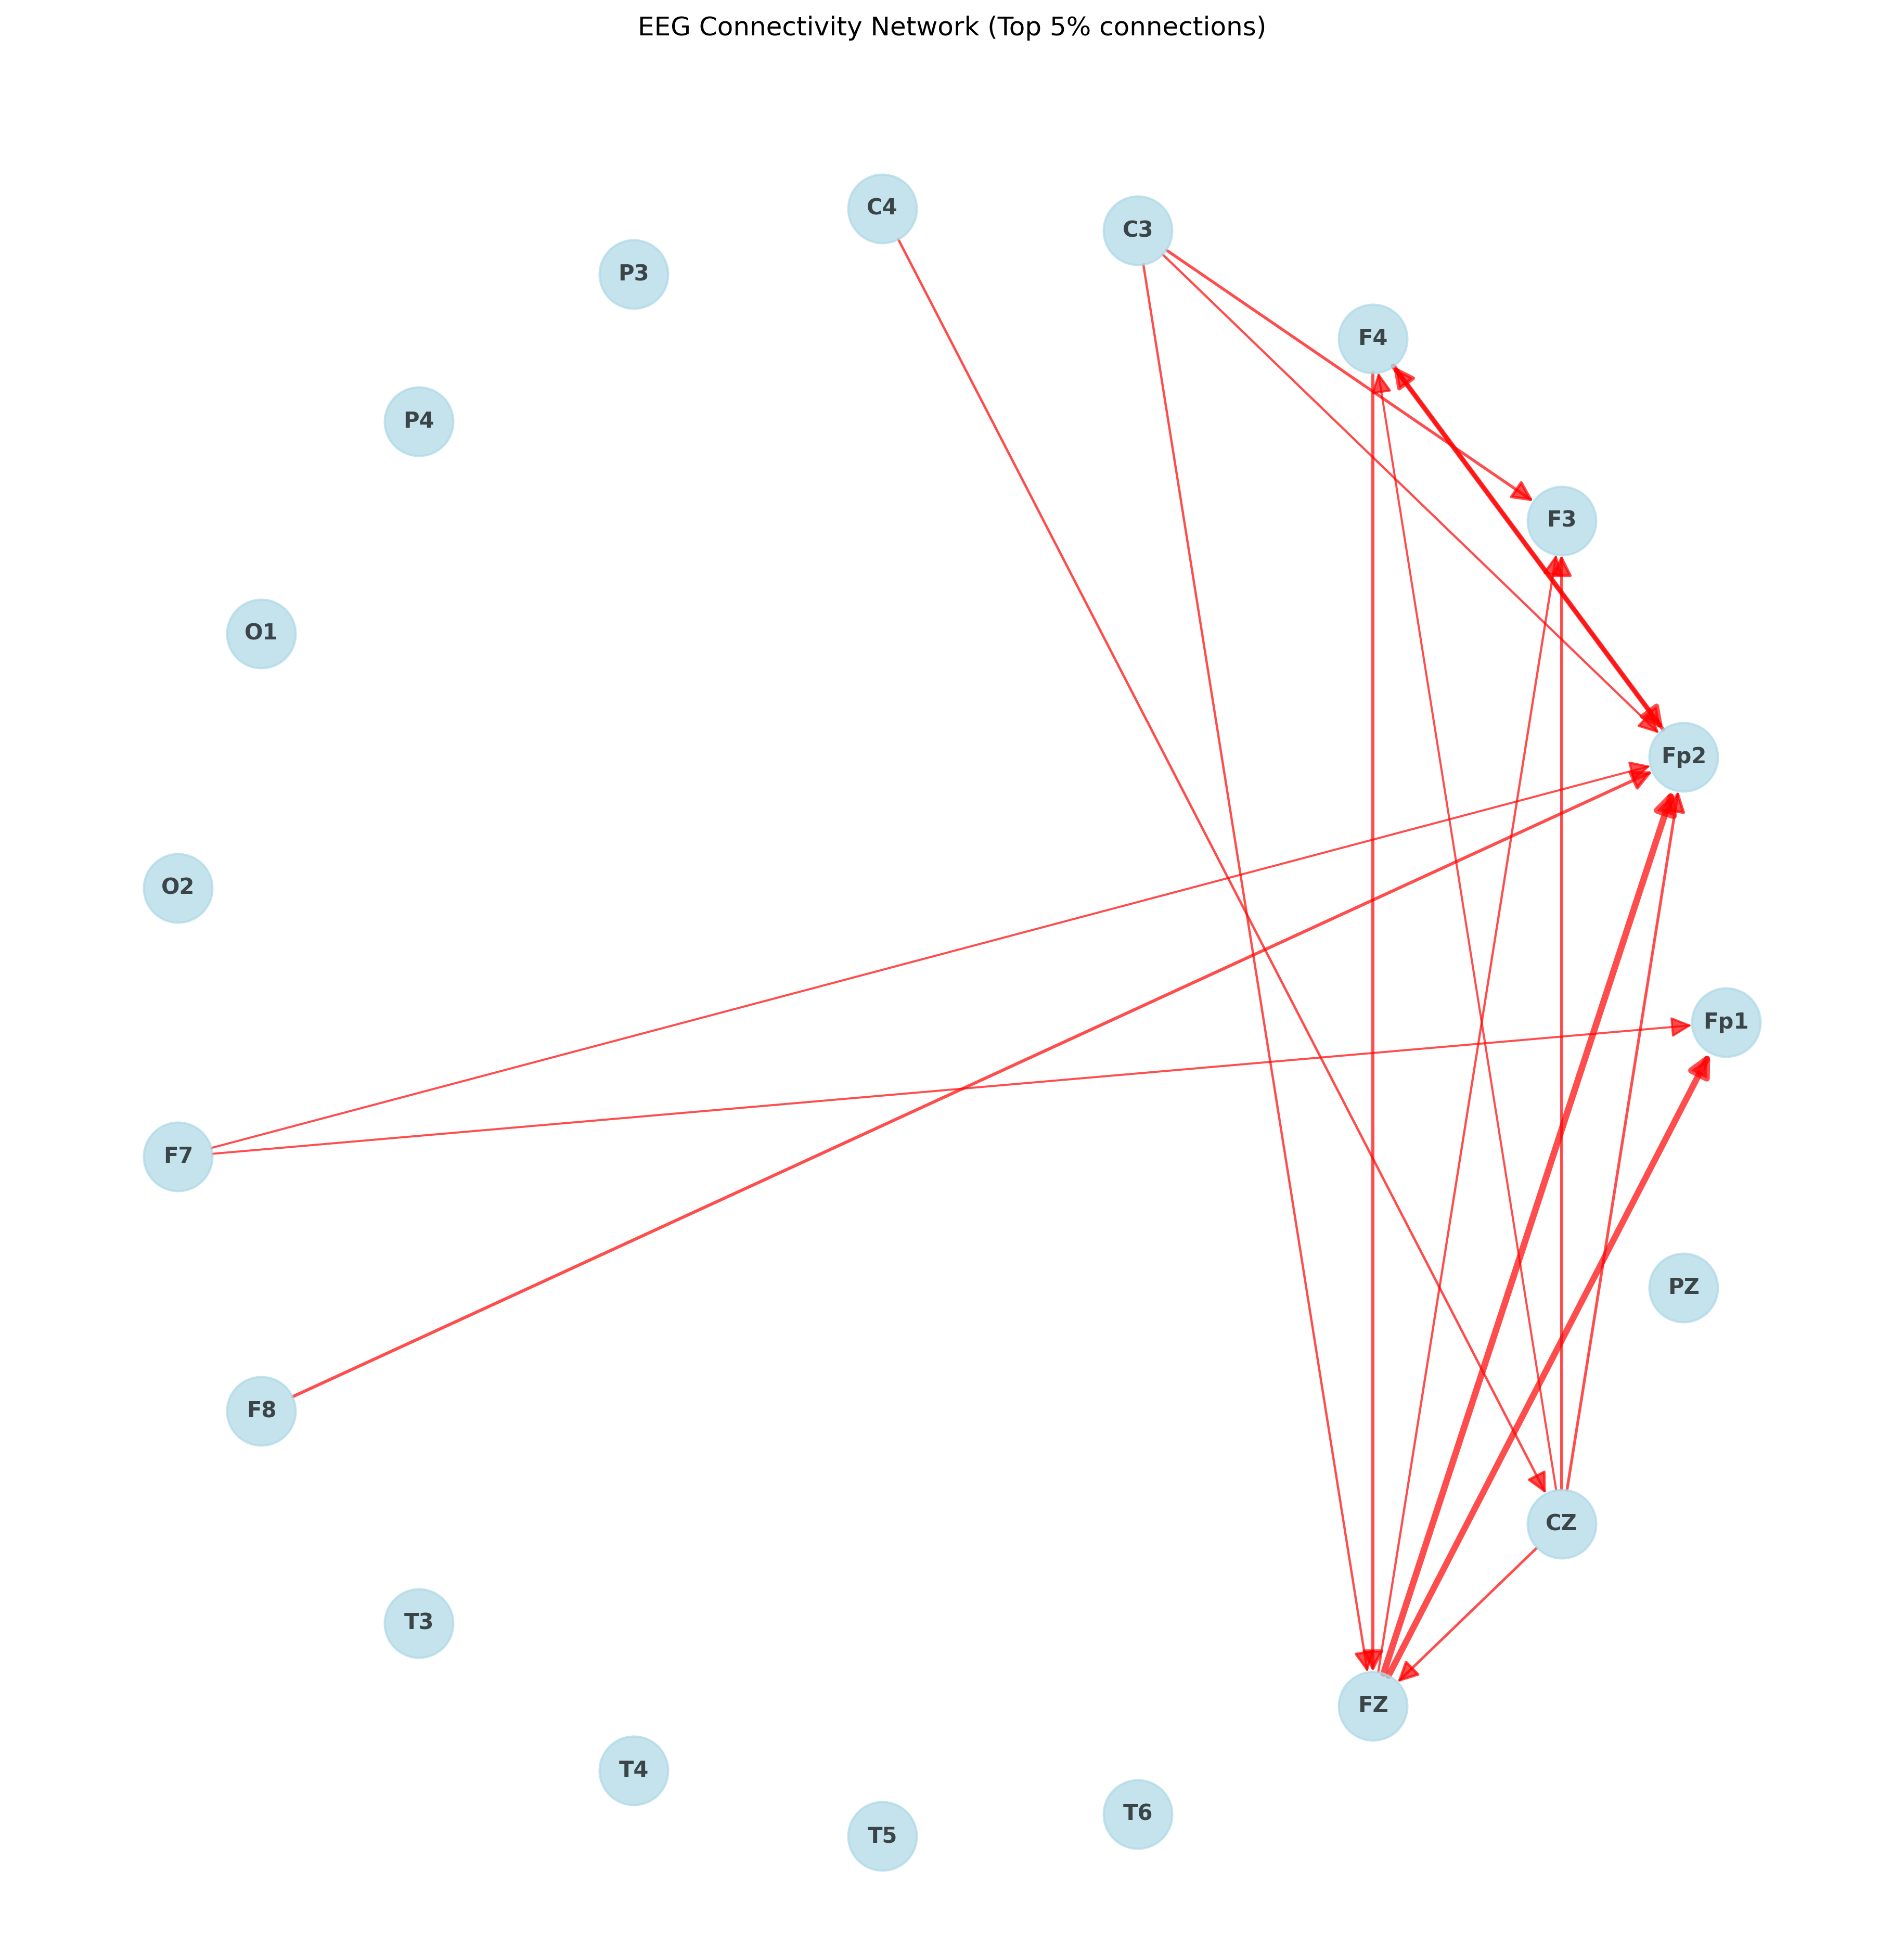 EEG Connectivity Network (Top 5% connections)
C4
C3
P3
F4
P4
F3
O1
Fp2
O2
Fp1
F7
PZ
F8
CZ
T3
FZ
T4
T6
T5